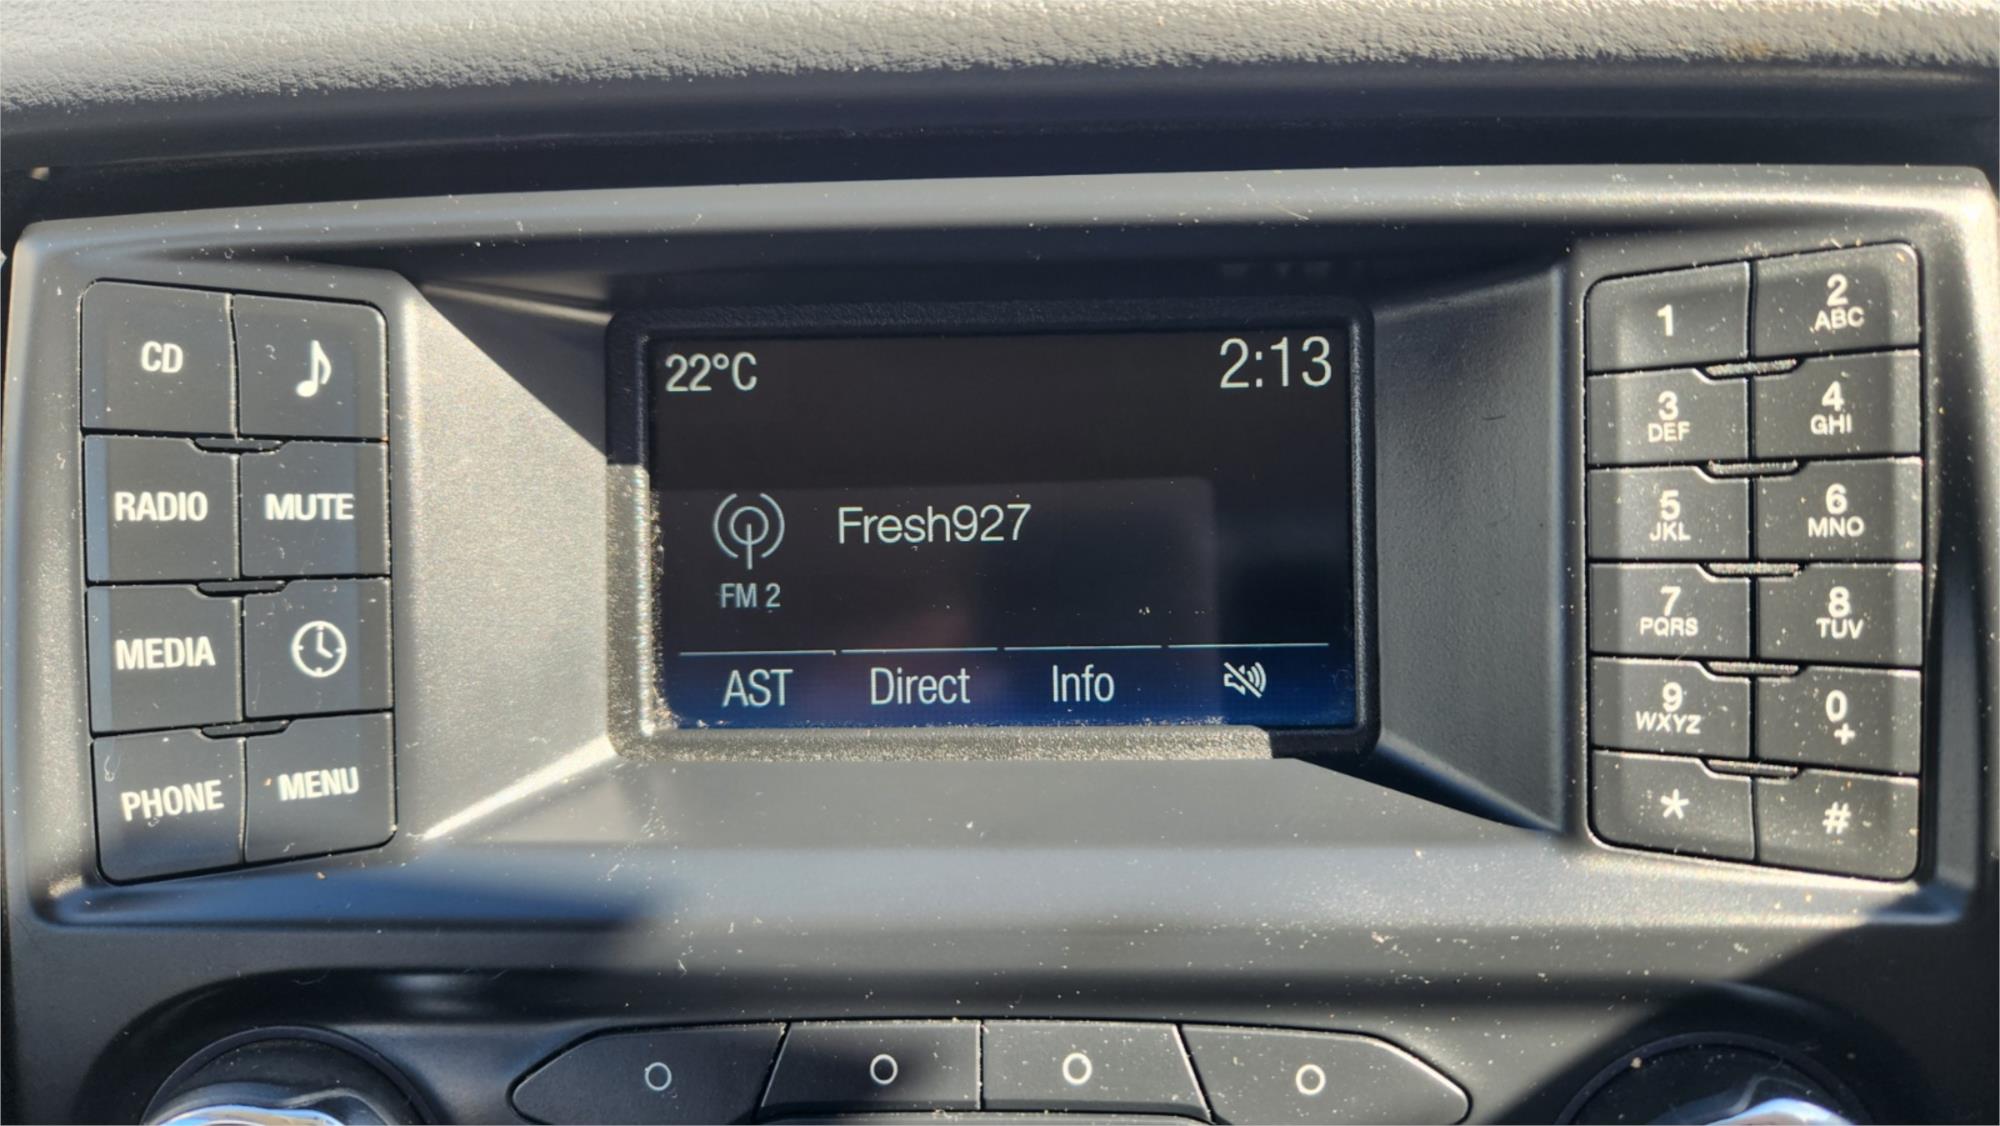 CD
RADIO
MUTE
MEDIA
PHONE
MENU
22°C
2:13
Fresh927
FM 2
AST
Direct
Info
1
2
ABC
3
DEF
4
GHI
5
JKL
6
MNO
7
PQRS
8
TUV
9
WXYZ
0
+
*
#